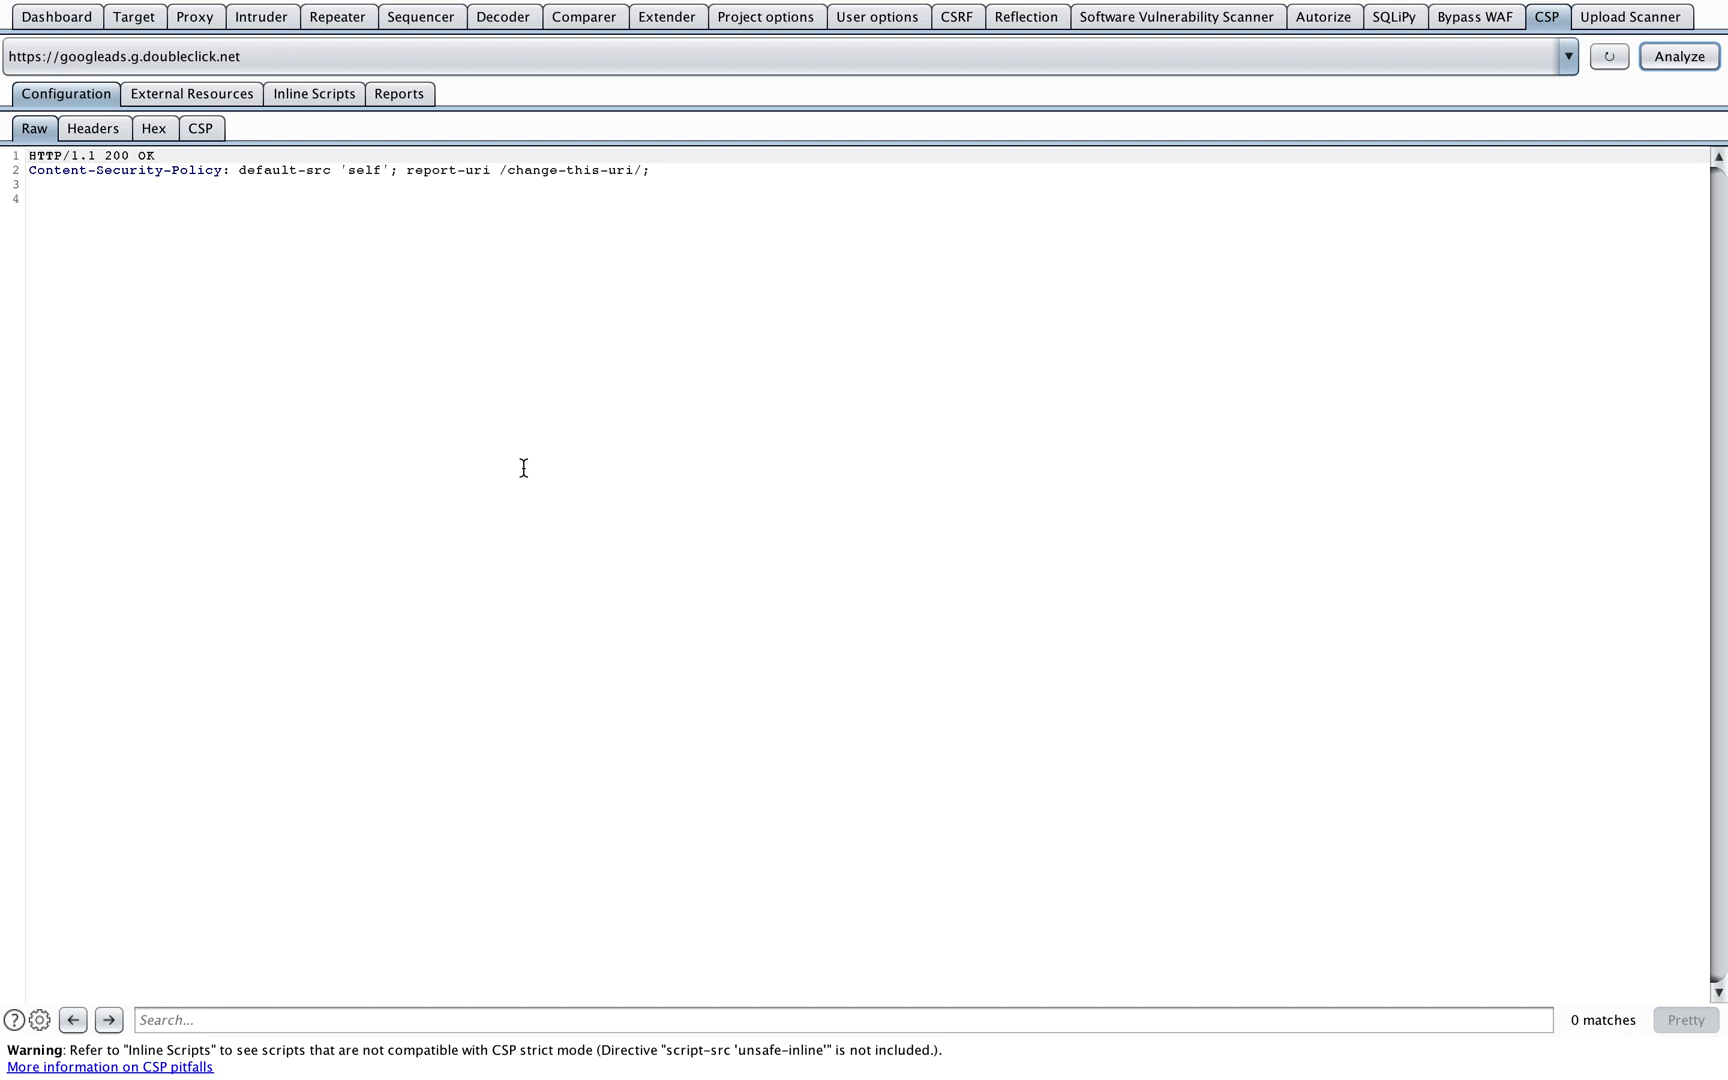 Dashboard Target Proxy Intruder Repeater Sequencer Decoder Comparer Extender Project options User options CSRF Reflection Software Vulnerability Scanner Autorize SQLiPy Bypass WAF CSP Upload Scanner
https://googleads.g.doubleclick.net ▼ ↻ Analyze
Configuration External Resources Inline Scripts Reports
Raw Headers Hex CSP
1 HTTP/1.1 200 OK
2 Content-Security-Policy: default-src 'self'; report-uri /change-this-uri/;
3
4
? ← → Search... 0 matches Pretty
Warning: Refer to "Inline Scripts" to see scripts that are not compatible with CSP strict mode (Directive "script-src 'unsafe-inline'" is not included.).
More information on CSP pitfalls